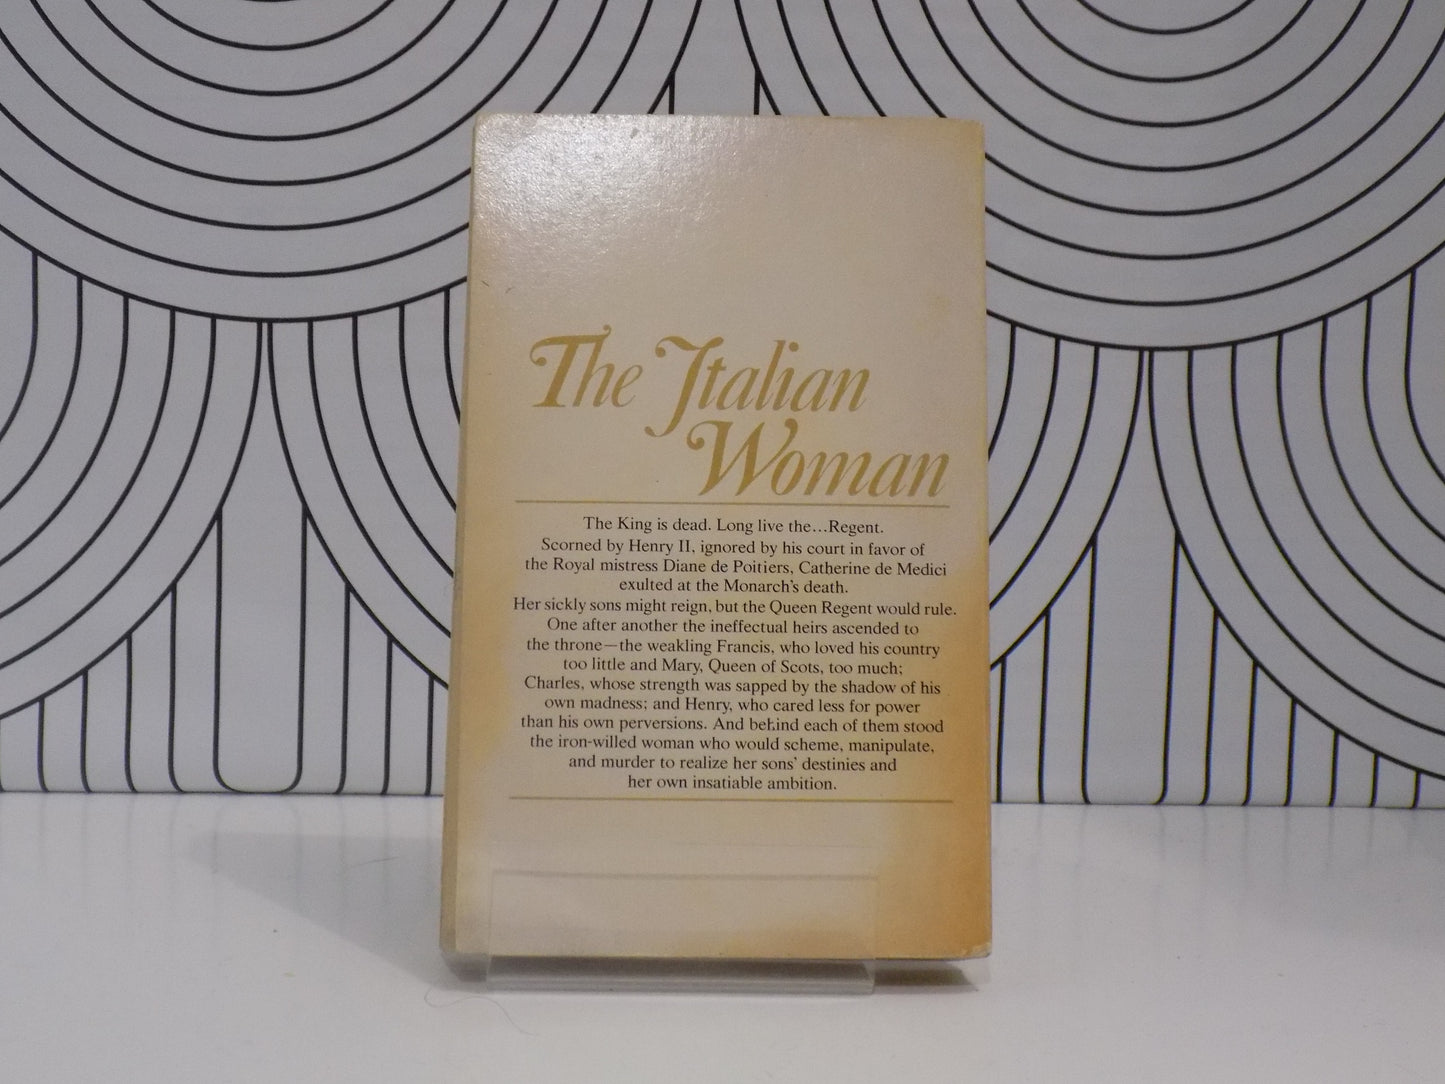 The Italian
Woman
The King is dead. Long live the...Regent.
Scorned by Henry II, ignored by his court in favor of
the Royal mistress Diane de Poitiers, Catherine de Medici
exulted at the Monarch's death.
Her sickly sons might reign, but the Queen Regent would rule.
One after another the ineffectual heirs ascended to
the throne—the weakling Francis, who loved his country
too little and Mary, Queen of Scots, too much;
Charles, whose strength was sapped by the shadow of his
own madness; and Henry, who cared less for power
than his own perversions. And behind each of them stood
the iron-willed woman who would scheme, manipulate,
and murder to realize her sons' destinies and
her own insatiable ambition.